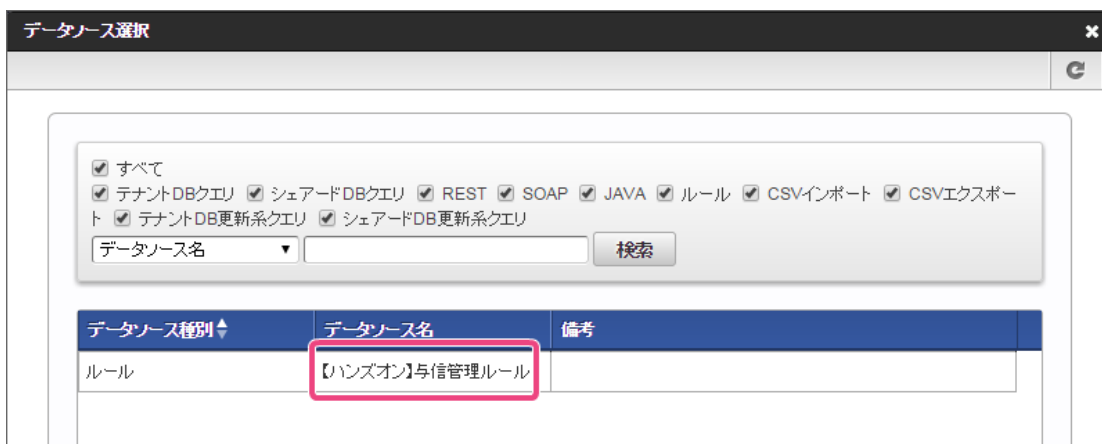 データソース選択
すべて
テナントDBクエリ シェアードDBクエリ REST SOAP JAVA ルール CSVインポート CSVエクスポー
ト テナントDB更新系クエリ シェアードDB更新系クエリ
データソース名 検索
データソース種別 データソース名 備考
ルール 【ハンズオン】与信管理ルール